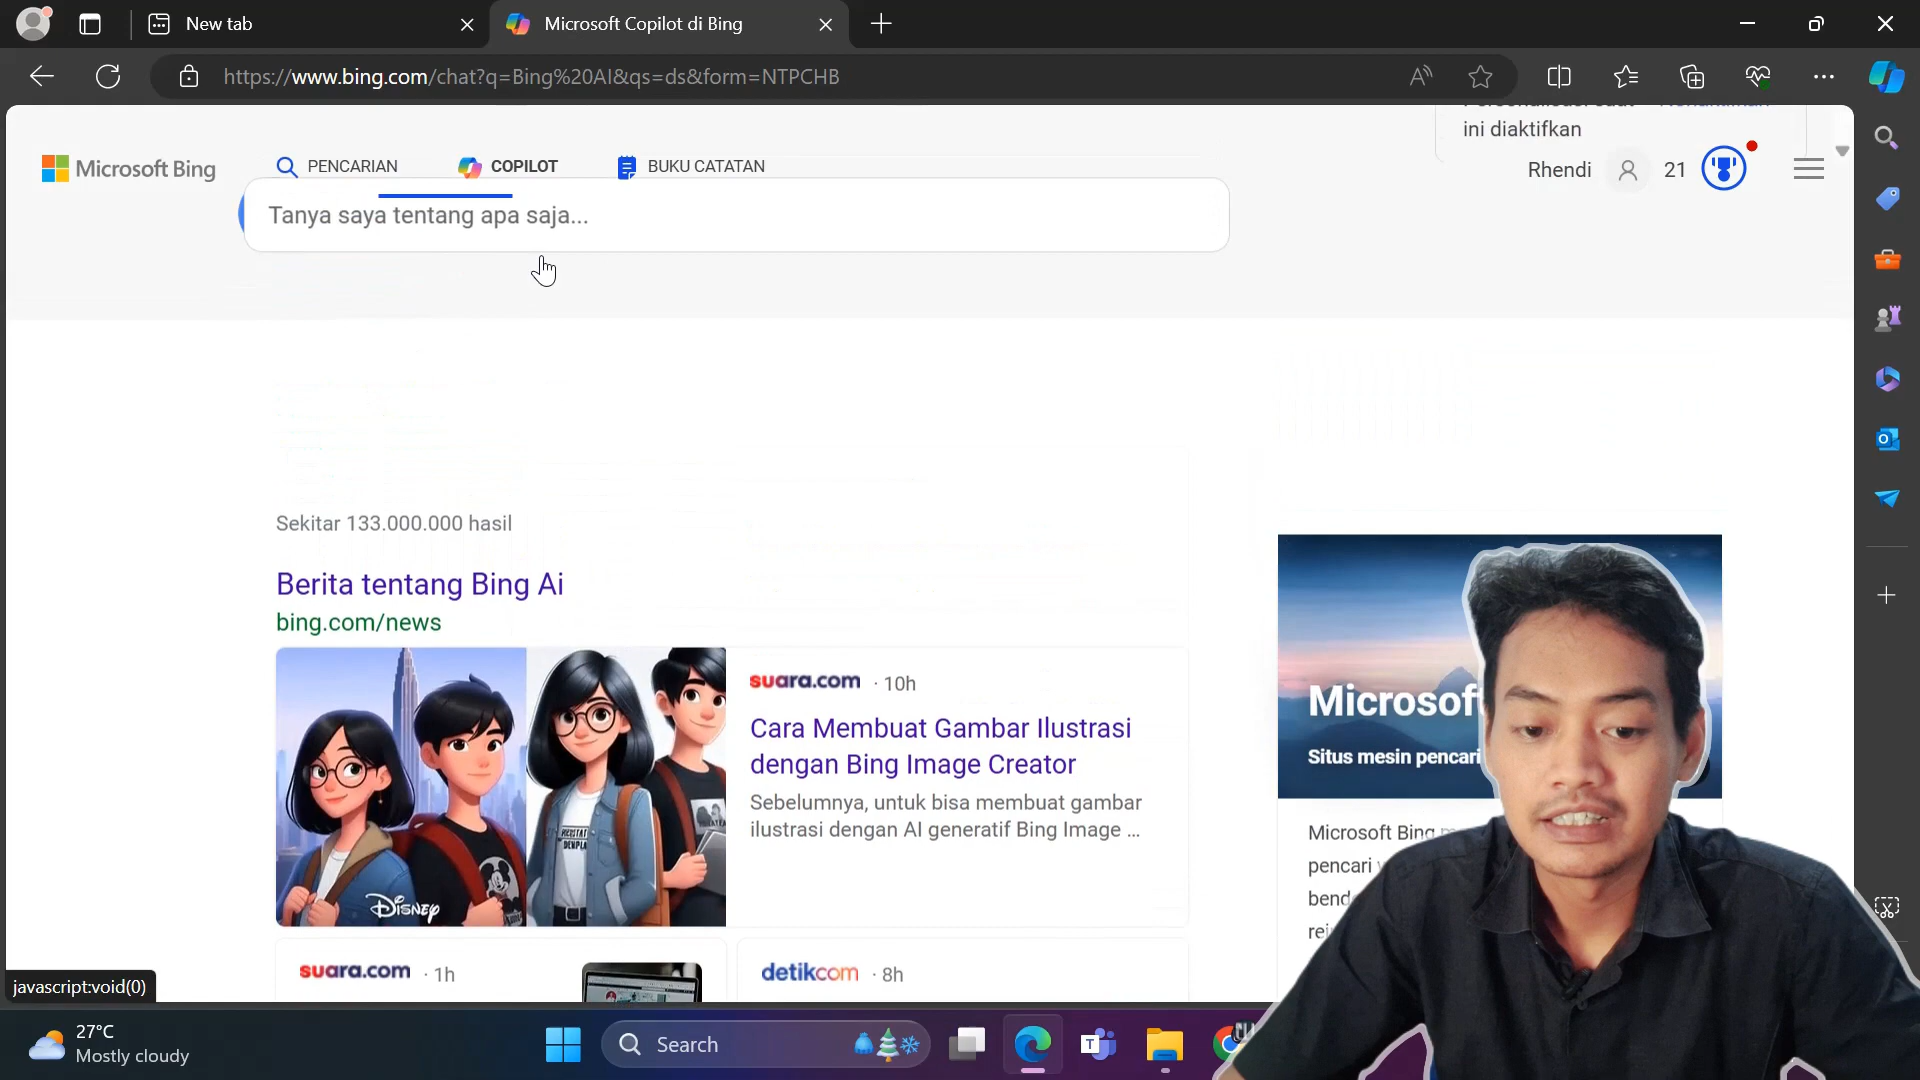 New tab
Microsoft Copilot di Bing
https://www.bing.com/chat?q=Bing%20AI&qs=ds&form=NTPCHB
ini diaktifkan
Microsoft Bing
PENCARIAN
COPILOT
BUKU CATATAN
Rhendi
21
Tanya saya tentang apa saja...
Sekitar 133.000.000 hasil
Berita tentang Bing Ai
bing.com/news
suara.com · 10h
Cara Membuat Gambar Ilustrasi
dengan Bing Image Creator
Sebelumnya, untuk bisa membuat gambar
ilustrasi dengan AI generatif Bing Image ...
DISNEY
Microsoft
Situs mesin pencari
Microsoft Bing
pencari
suara.com · 1h
detikcom · 8h
javascript:void(0)
27°C
Mostly cloudy
Search